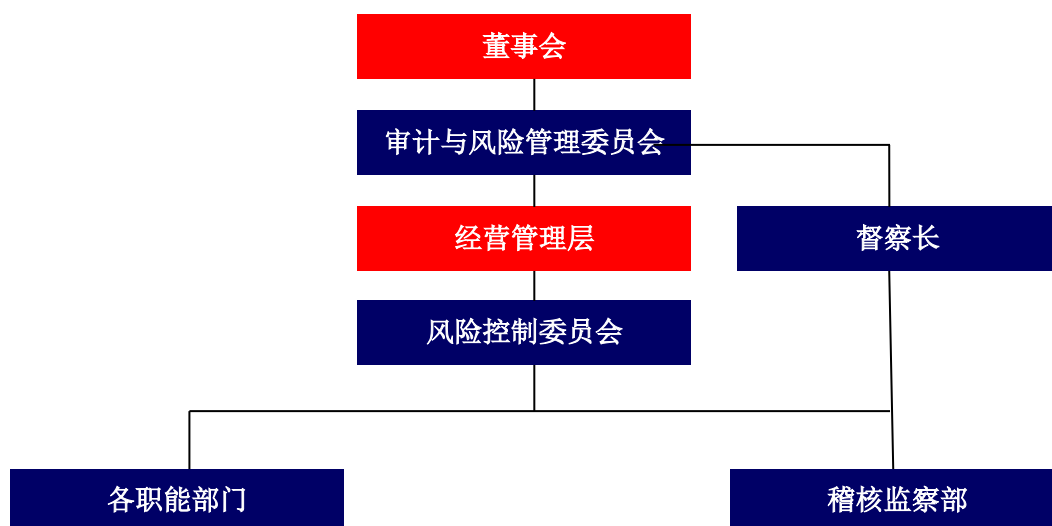 董事会
审计与风险管理委员会
经营管理层
督察长
风险控制委员会
各职能部门
稽核监察部